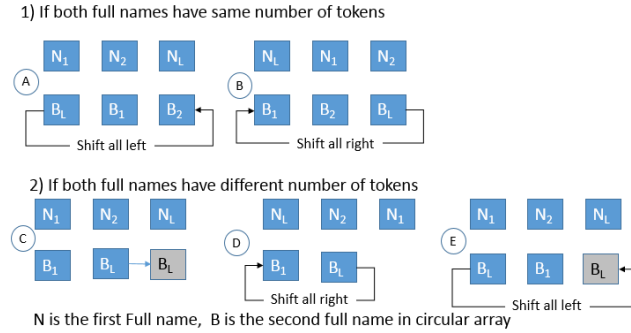 1) If both full names have same number of tokens
N1 N2 NL NL N1 N2
A B
BL B1 B2 B1 B2 BL
Shift all left Shift all right
2) If both full names have different number of tokens
N1 N2 NL NL N2 N1 N1 N2 NL
C D E
B1 BL BL B1 BL BL B1 BL
Shift all right Shift all left
N is the first Full name, B is the second full name in circular array